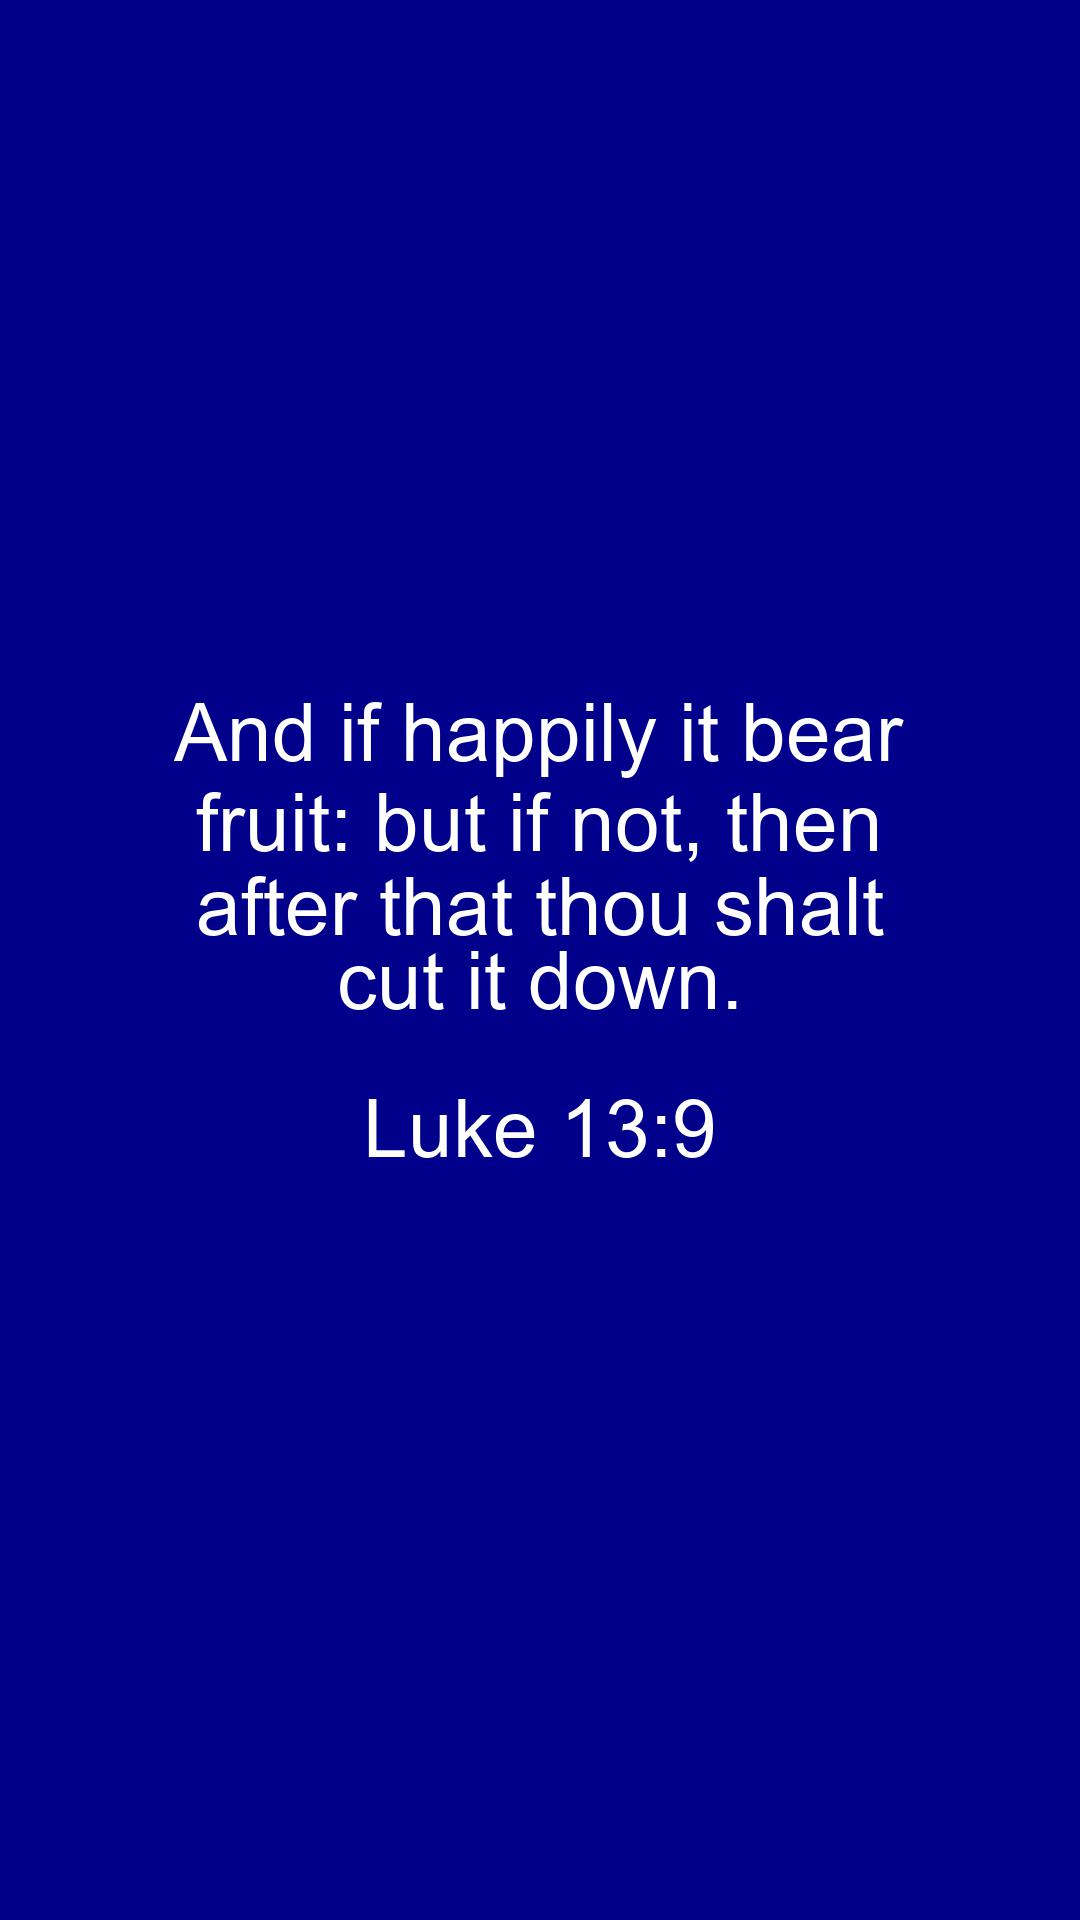 And if happily it bear
fruit: but if not, then
after that thou shalt
cut it down.
Luke 13:9